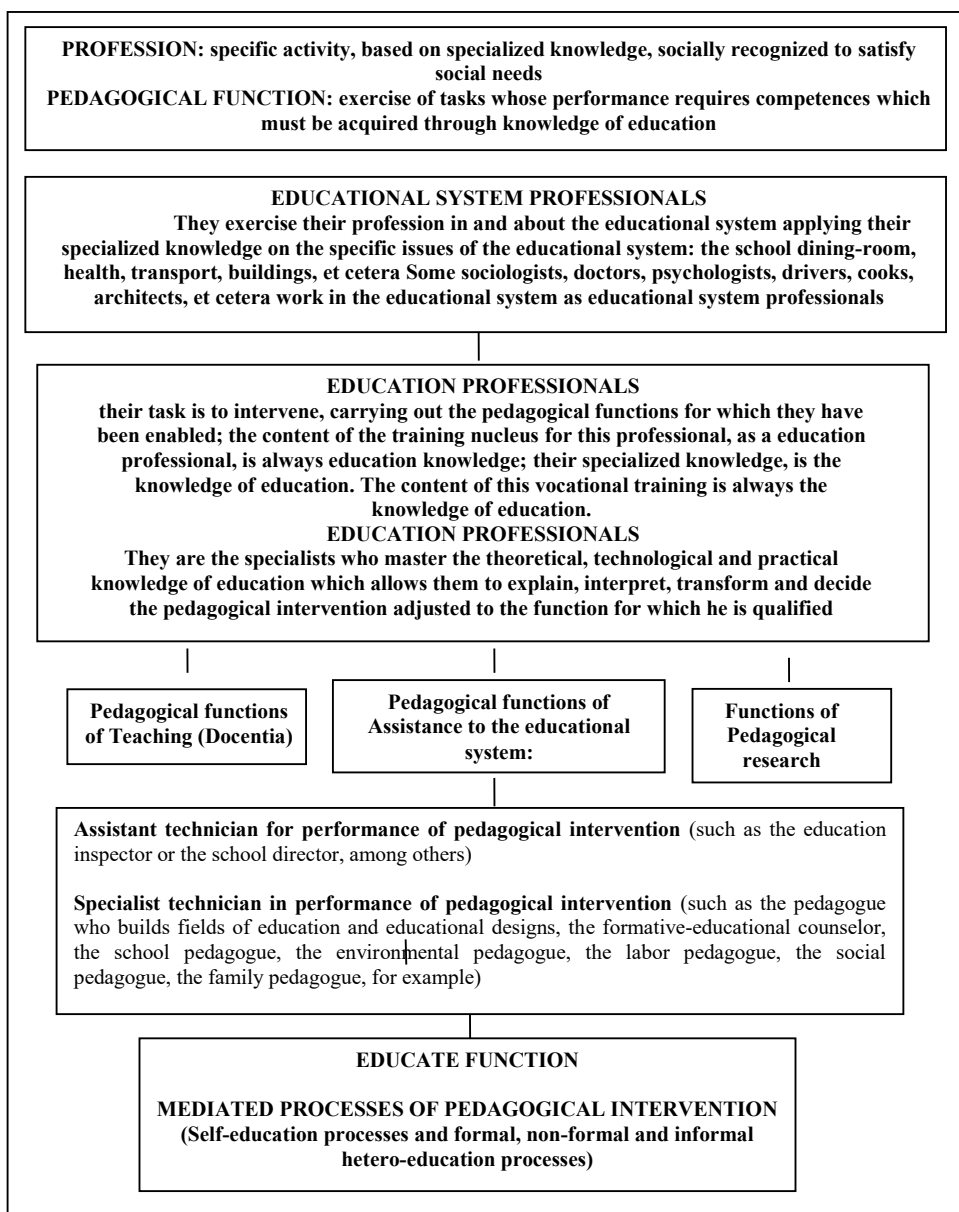 PROFESSION: specific activity, based on specialized knowledge, socially recognized to satisfy
social needs
PEDAGOGICAL FUNCTION: exercise of tasks whose performance requires competences which
must be acquired through knowledge of education
EDUCATIONAL SYSTEM PROFESSIONALS
They exercise their profession in and about the educational system applying their
specialized knowledge on the specific issues of the educational system: the school dining-room,
health, transport, buildings, et cetera Some sociologists, doctors, psychologists, drivers, cooks,
architects, et cetera work in the educational system as educational system professionals
EDUCATION PROFESSIONALS
their task is to intervene, carrying out the pedagogical functions for which they have
been enabled; the content of the training nucleus for this professional, as a education
professional, is always education knowledge; their specialized knowledge, is the
knowledge of education. The content of this vocational training is always the
knowledge of education.
EDUCATION PROFESSIONALS
They are the specialists who master the theoretical, technological and practical
knowledge of education which allows them to explain, interpret, transform and decide
the pedagogical intervention adjusted to the function for which he is qualified
Pedagogical functions
of Teaching (Docentia)
Pedagogical functions of
Assistance to the educational
system:
Functions of
Pedagogical
research
Assistant technician for performance of pedagogical intervention (such as the education
inspector or the school director, among others)
Specialist technician in performance of pedagogical intervention (such as the pedagogue
who builds fields of education and educational designs, the formative-educational counselor,
the school pedagogue, the environmental pedagogue, the labor pedagogue, the social
pedagogue, the family pedagogue, for example)
EDUCATE FUNCTION
MEDIATED PROCESSES OF PEDAGOGICAL INTERVENTION
(Self-education processes and formal, non-formal and informal
hetero-education processes)